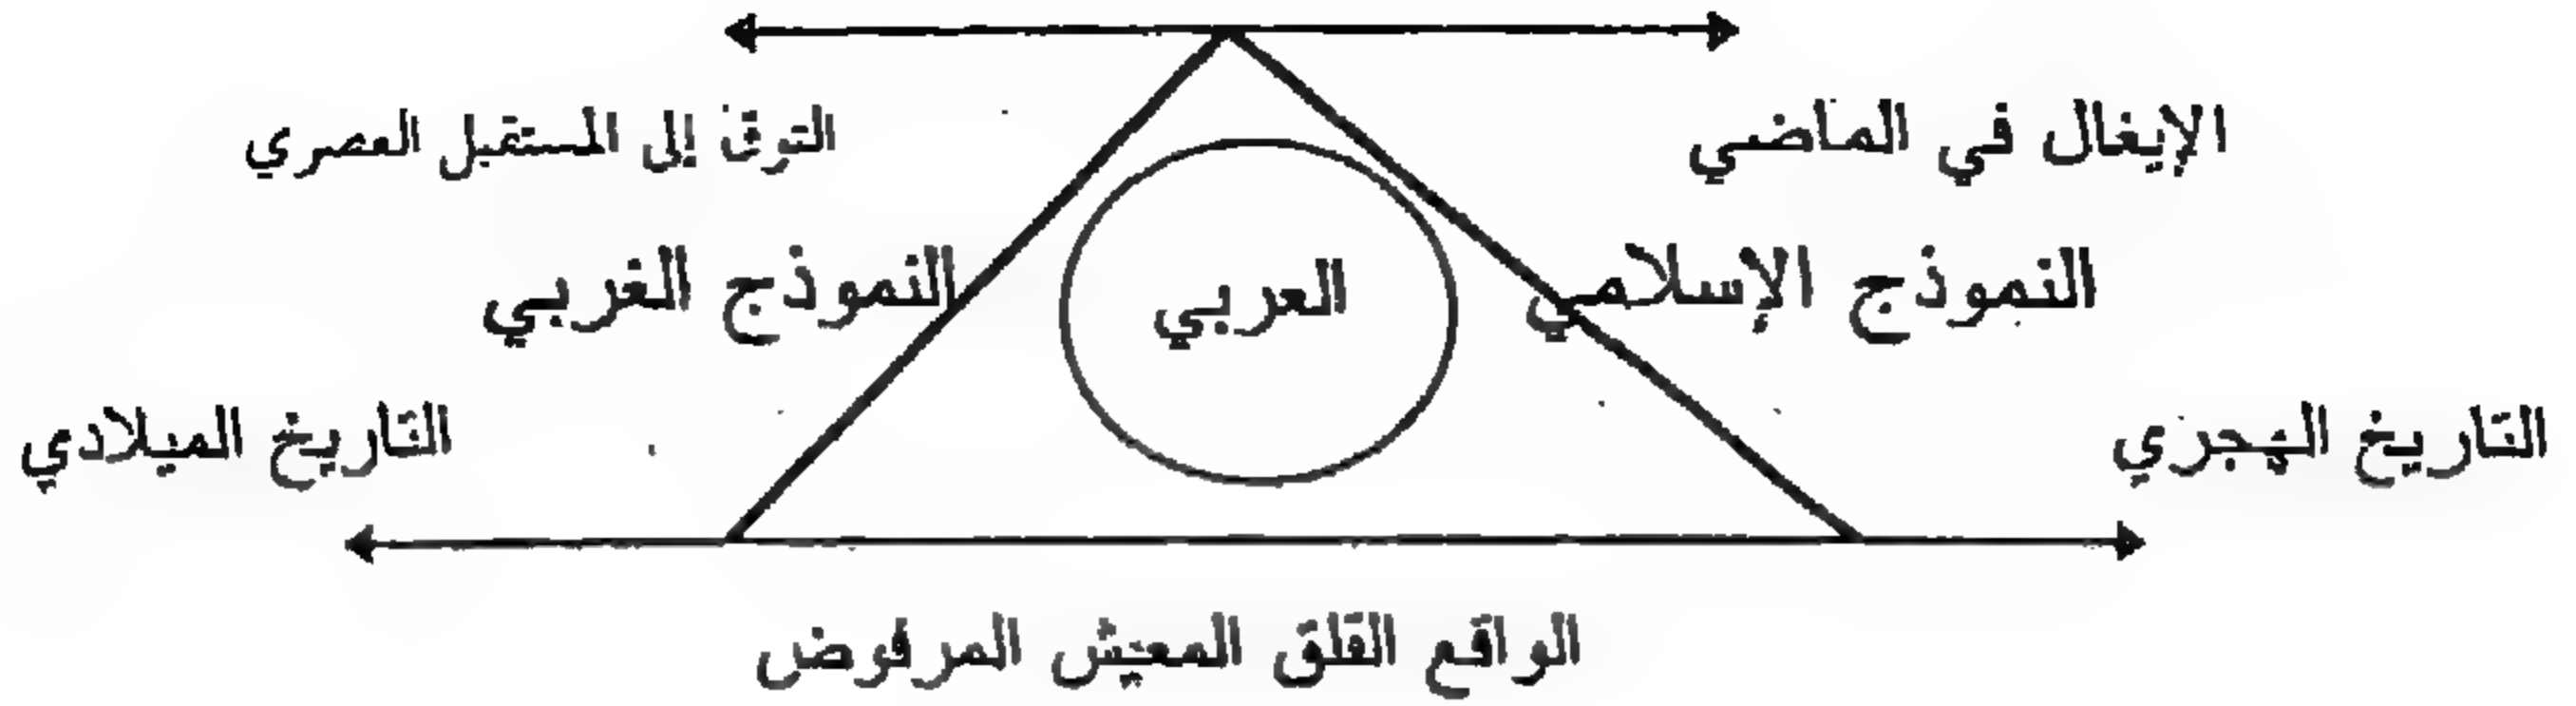 الإيغال في الماضي
التوق إلى المستقبل العصري
النموذج الإسلامي
العربي
النموذج الغربي
التاريخ الهجري
التاريخ الميلادي
الواقع القلق المعيش المرفوض